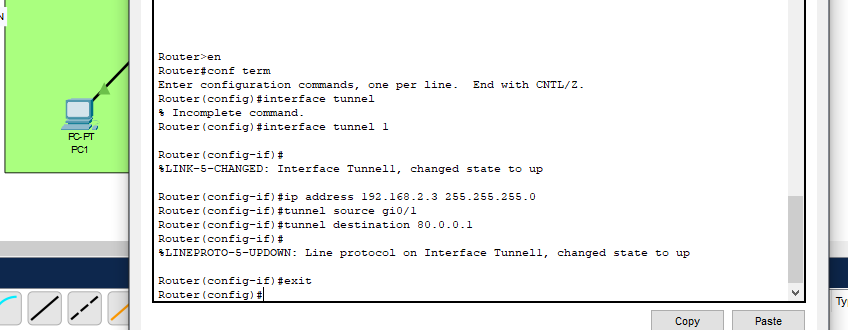 N
Router>en
Router#conf term
Enter configuration commands, one per line.  End with CNTL/Z.
Router(config)#interface tunnel
% Incomplete command.
Router(config)#interface tunnel 1
Router(config-if)#
%LINK-5-CHANGED: Interface Tunnel1, changed state to up
Router(config-if)#ip address 192.168.2.3 255.255.255.0
Router(config-if)#tunnel source gi0/1
Router(config-if)#tunnel destination 80.0.0.1
Router(config-if)#
%LINEPROTO-5-UPDOWN: Line protocol on Interface Tunnel1, changed state to up
Router(config-if)#exit
Router(config)#
PC-PT
PC1
Copy
Paste
Ty